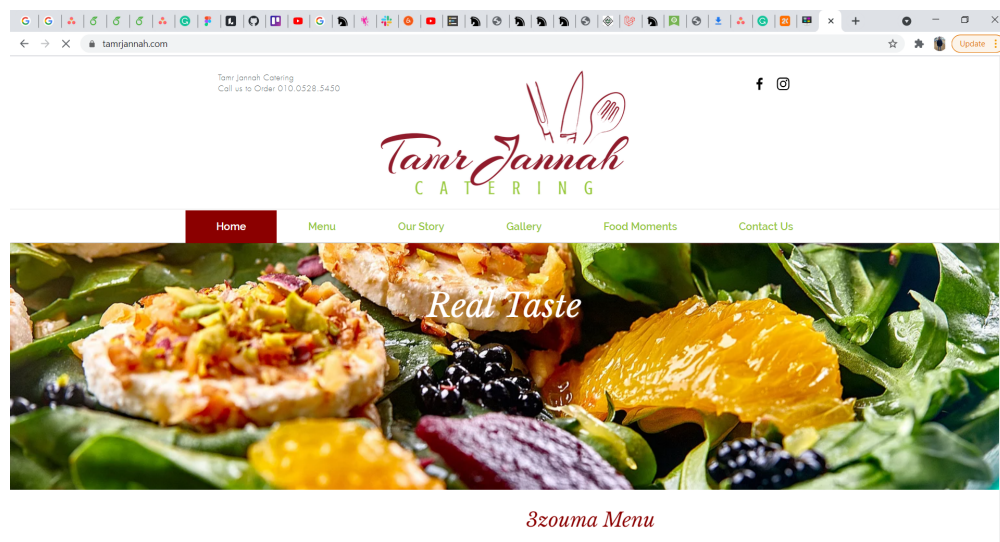 tamrjannah.com
Update
Tamr Jannah Catering
Call us to Order 010.0528.5450
Tamr Jannah
CATERING
Home Menu Our Story Gallery Food Moments Contact Us
Real Taste
3zouma Menu